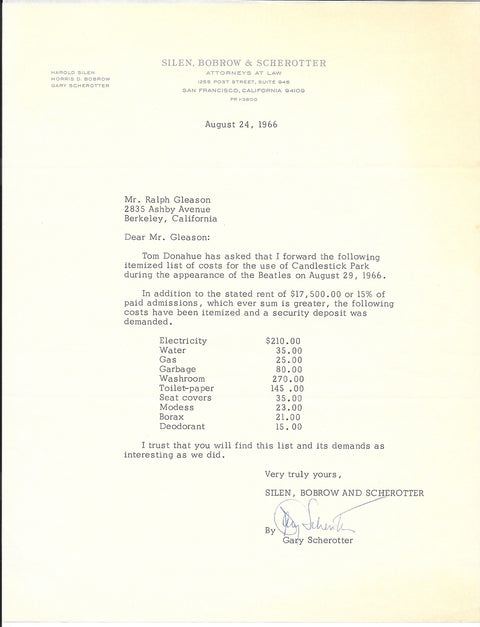 SILEN, BOBROW & SCHEROTTER
ATTORNEYS AT LAW
1255 POST STREET, SUITE 948
SAN FRANCISCO, CALIFORNIA 94109
PR 1-3800
HAROLD SILEN
MORRIS D. BOBROW
GARY SCHEROTTER
August 24, 1966
Mr. Ralph Gleason
2835 Ashby Avenue
Berkeley, California
Dear Mr. Gleason:
Tom Donahue has asked that I forward the following
itemized list of costs for the use of Candlestick Park
during the appearance of the Beatles on August 29, 1966.
In addition to the stated rent of $17,500.00 or 15% of
paid admissions, which ever sum is greater, the following
costs have been itemized and a security deposit was
demanded.
Electricity $210.00
Water 35.00
Gas 25.00
Garbage 80.00
Washroom 270.00
Toilet-paper 145 .00
Seat covers 35.00
Modess 23.00
Borax 21.00
Deodorant 15.00
I trust that you will find this list and its demands as
interesting as we did.
Very truly yours,
SILEN, BOBROW AND SCHEROTTER
By Gary Scherotter
Gary Scherotter